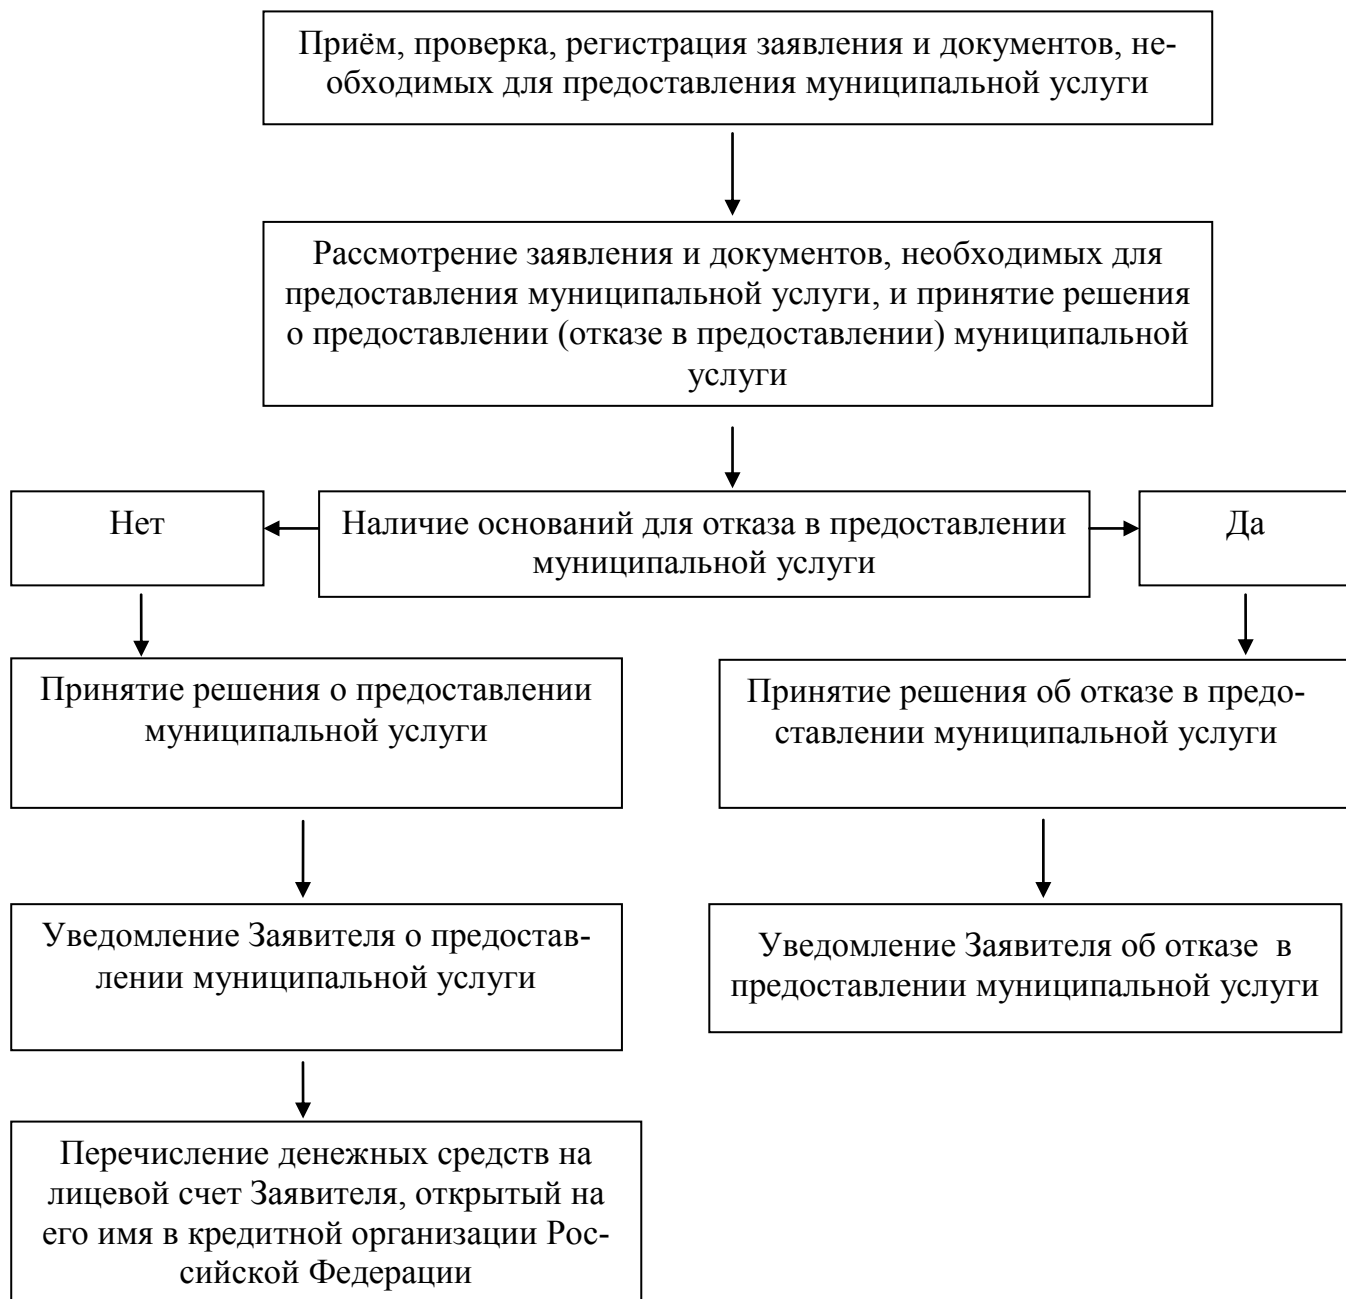 Приём, проверка, регистрация заявления и документов, не-
обходимых для предоставления муниципальной услуги
Рассмотрение заявления и документов, необходимых для
предоставления муниципальной услуги, и принятие решения
о предоставлении (отказе в предоставлении) муниципальной
услуги
Нет
Наличие оснований для отказа в предоставлении
муниципальной услуги
Да
Принятие решения о предоставлении
муниципальной услуги
Принятие решения об отказе в предо-
ставлении муниципальной услуги
Уведомление Заявителя о предостав-
лении муниципальной услуги
Уведомление Заявителя об отказе  в
предоставлении муниципальной услуги
Перечисление денежных средств на
лицевой счет Заявителя, открытый на
его имя в кредитной организации Рос-
сийской Федерации